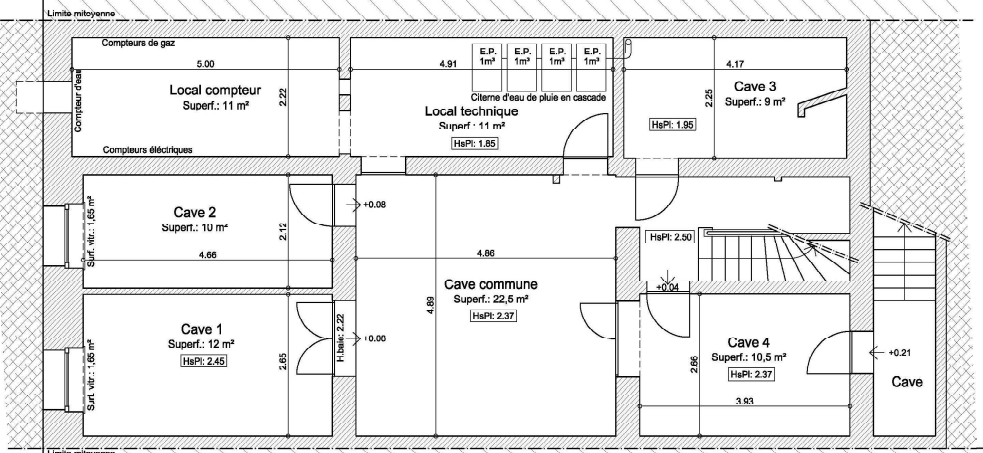 Limite mitoyenne
Compteurs de gaz
5.00
2.22
Local compteur
Superf.: 11 m²
Compteur d'eau
Compteurs éléctriques
4.91
E.P.
1m³
E.P.
1m³
E.P.
1m³
E.P.
1m³
Citerne d'eau de pluie en cascade
Local technique
Superf.: 11 m²
HsPl: 1.85
4.17
2.25
Cave 3
Superf.: 9 m²
HsPl: 1.95
Surf. vitr.: 1,65 m²
Cave 2
Superf.: 10 m²
4.66
2.12
+0.08
4.86
4.89
Cave commune
Superf.: 22,5 m²
HsPl: 2.37
HsPl: 2.50
+0.04
Surf. vitr.: 1,65 m²
Cave 1
Superf.: 12 m²
HsPl: 2.45
2.65
H.baie: 2.22
+0.06
2.66
Cave 4
Superf.: 10,5 m²
HsPl: 2.37
3.93
+0.21
Cave
Limite mitoyenne